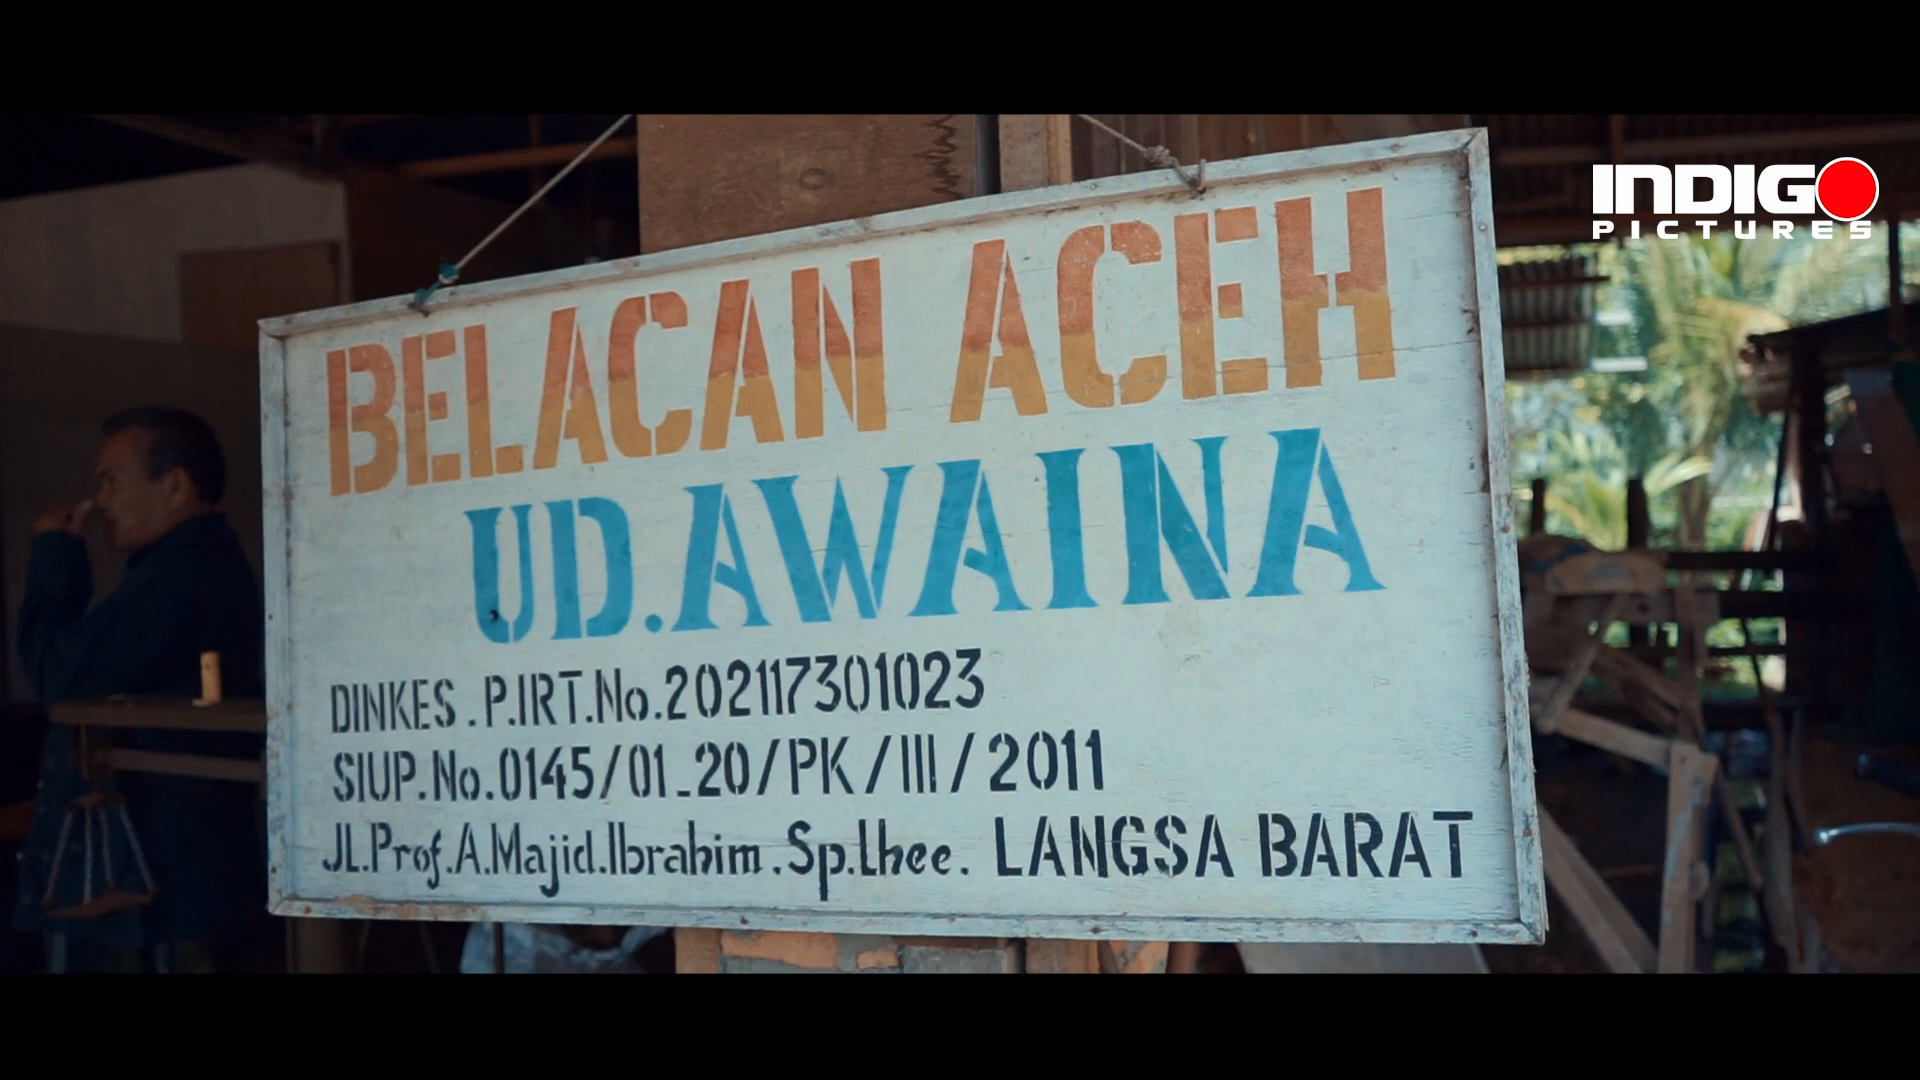 BELACAN ACEH
UD.AWAINA
DINKES.P.IRT.No.202117301023
SIUP.No.0145/01_20/PK/III/2011
JL.Prof.A.Majid.Ibrahim.Sp.Lhee. LANGSA BARAT
INDIGO
PICTURES